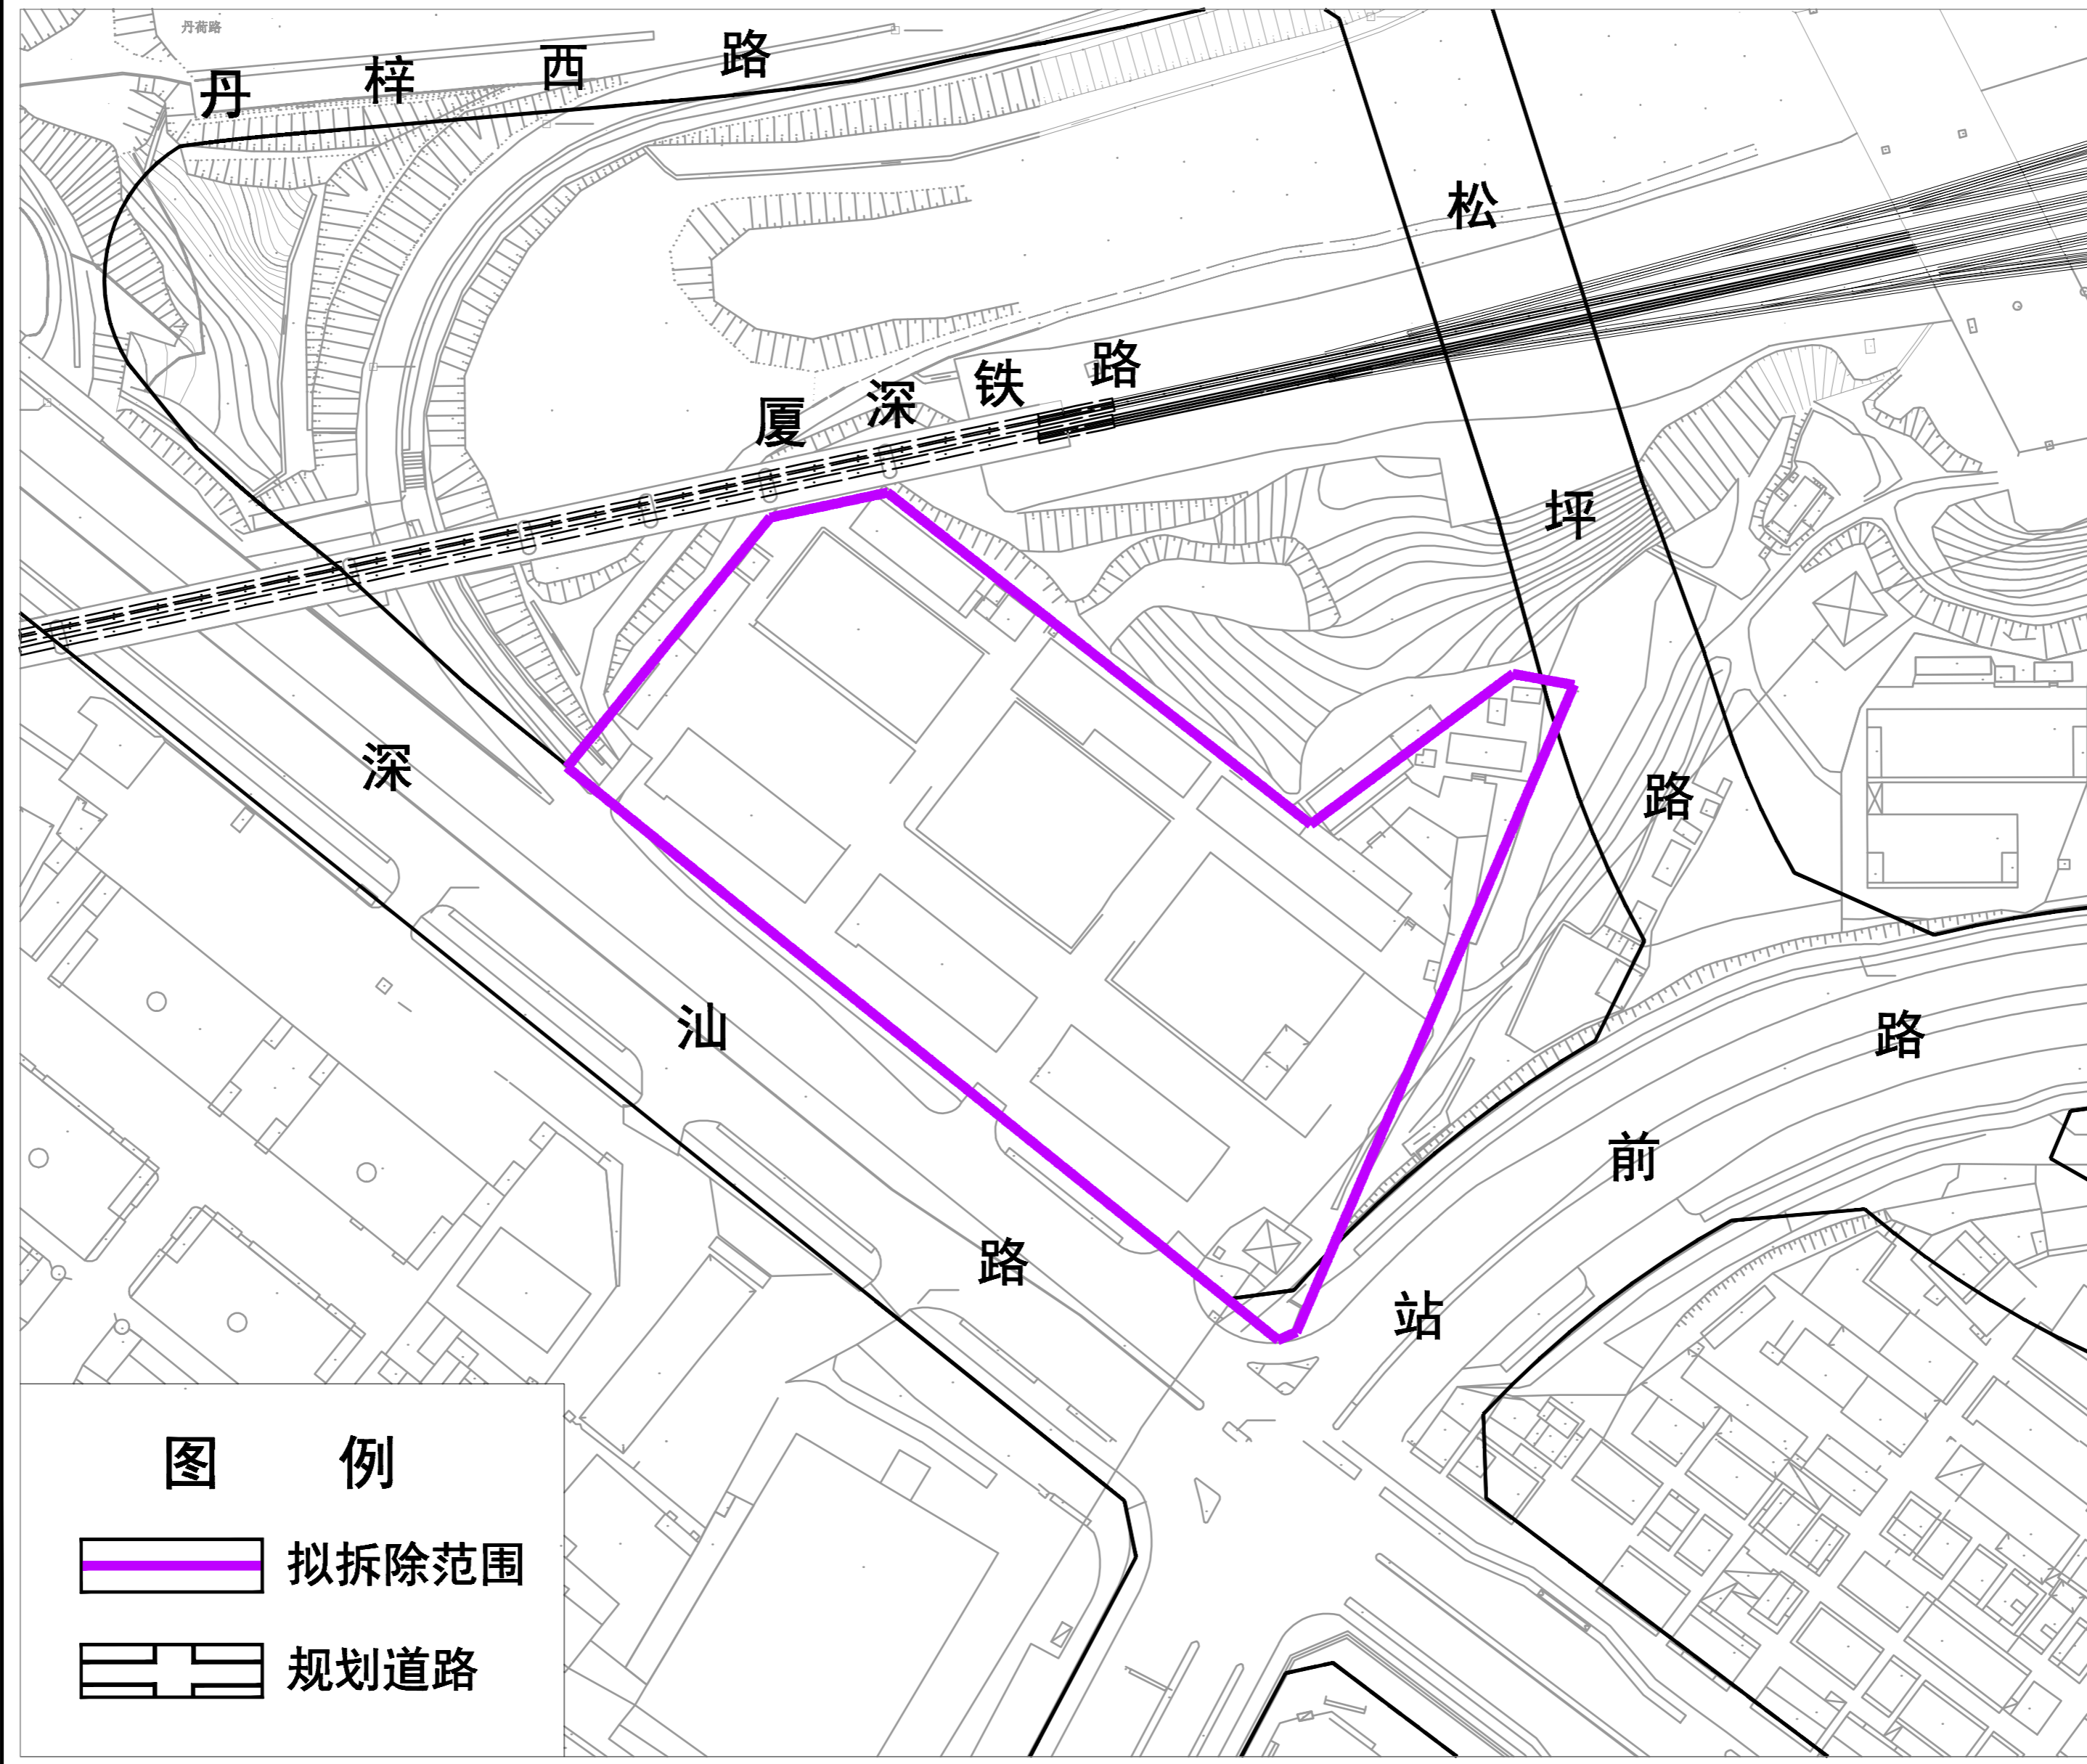 丹荷路
丹梓西路
松坪路
厦深铁路
深汕路
站前路
图例
拟拆除范围
规划道路